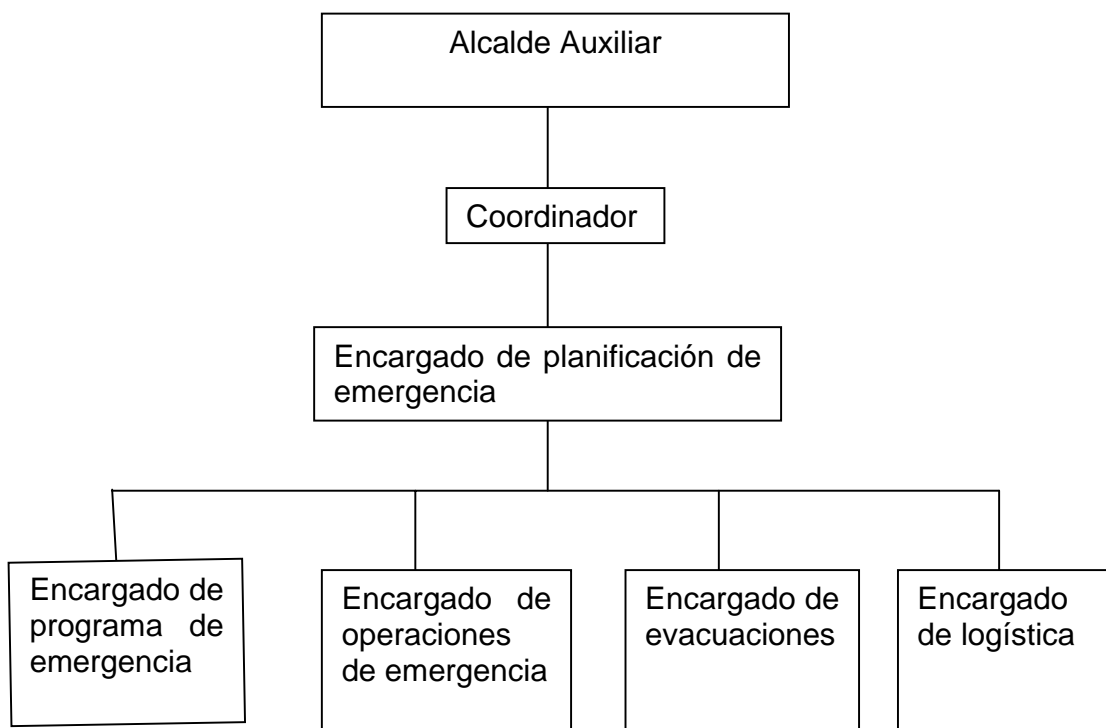 Alcalde Auxiliar
Coordinador
Encargado de planificación de
emergencia
Encargado de
programa de
emergencia
Encargado de
operaciones
de emergencia
Encargado de
evacuaciones
Encargado
de logística